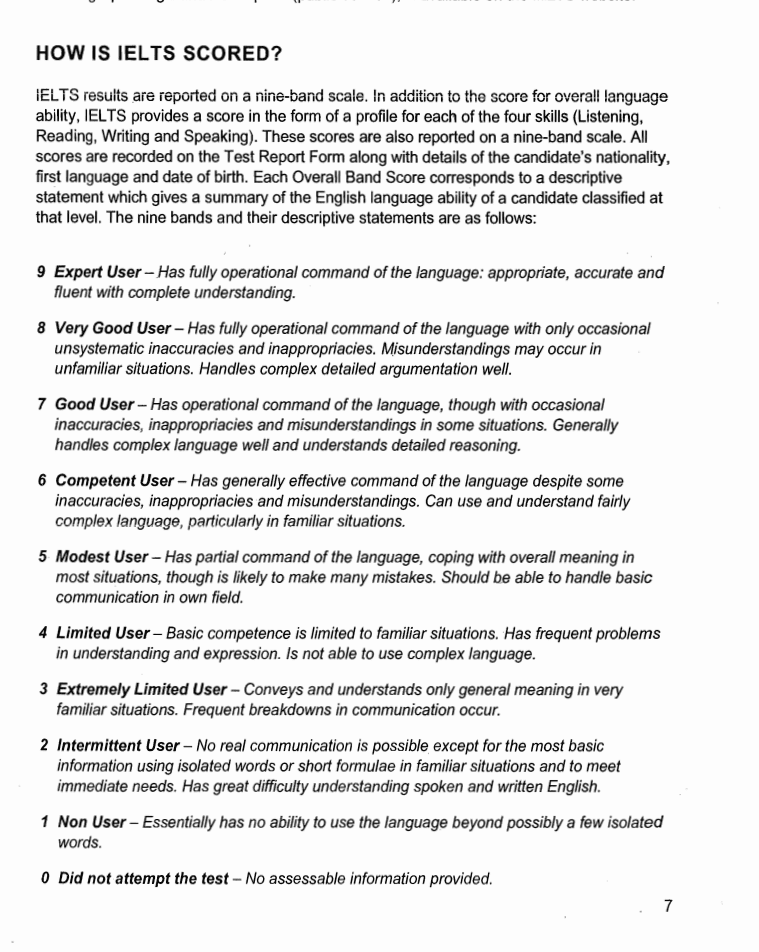 HOW IS IELTS SCORED?
IELTS results are reported on a nine-band scale. In addition to the score for overall language
ability, IELTS provides a score in the form of a profile for each of the four skills (Listening,
Reading, Writing and Speaking). These scores are also reported on a nine-band scale. All
scores are recorded on the Test Report Form along with details of the candidate's nationality,
first language and date of birth. Each Overall Band Score corresponds to a descriptive
statement which gives a summary of the English language ability of a candidate classified at
that level. The nine bands and their descriptive statements are as follows:
9 Expert User – Has fully operational command of the language: appropriate, accurate and
fluent with complete understanding.
8 Very Good User – Has fully operational command of the language with only occasional
unsystematic inaccuracies and inappropriacies. Misunderstandings may occur in
unfamiliar situations. Handles complex detailed argumentation well.
7 Good User – Has operational command of the language, though with occasional
inaccuracies, inappropriacies and misunderstandings in some situations. Generally
handles complex language well and understands detailed reasoning.
6 Competent User – Has generally effective command of the language despite some
inaccuracies, inappropriacies and misunderstandings. Can use and understand fairly
complex language, particularly in familiar situations.
5 Modest User – Has partial command of the language, coping with overall meaning in
most situations, though is likely to make many mistakes. Should be able to handle basic
communication in own field.
4 Limited User – Basic competence is limited to familiar situations. Has frequent problems
in understanding and expression. Is not able to use complex language.
3 Extremely Limited User – Conveys and understands only general meaning in very
familiar situations. Frequent breakdowns in communication occur.
2 Intermittent User – No real communication is possible except for the most basic
information using isolated words or short formulae in familiar situations and to meet
immediate needs. Has great difficulty understanding spoken and written English.
1 Non User – Essentially has no ability to use the language beyond possibly a few isolated
words.
0 Did not attempt the test – No assessable information provided.
7